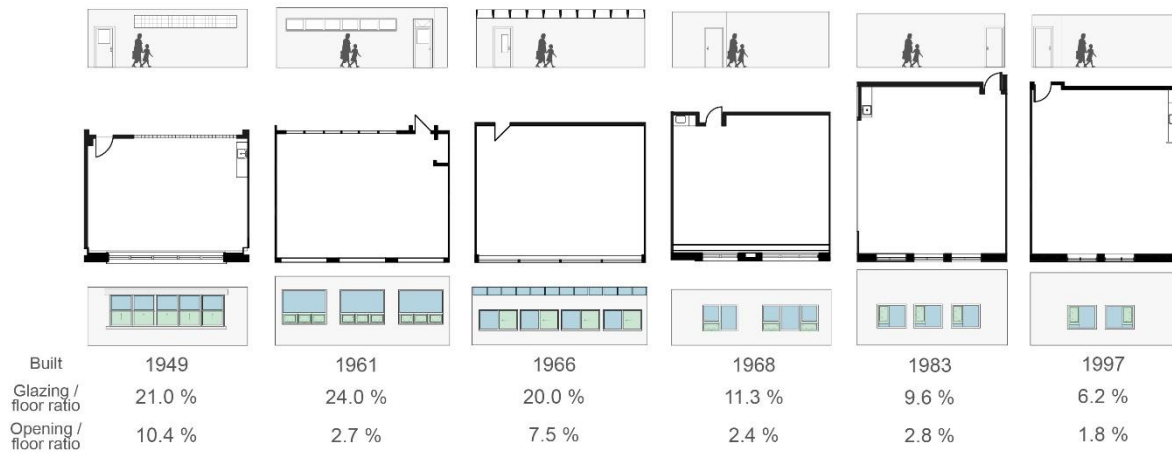 Built 1949 1961 1966 1968 1983 1997
Glazing /
floor ratio 21.0 % 24.0 % 20.0 % 11.3 % 9.6 % 6.2 %
Opening /
floor ratio 10.4 % 2.7 % 7.5 % 2.4 % 2.8 % 1.8 %